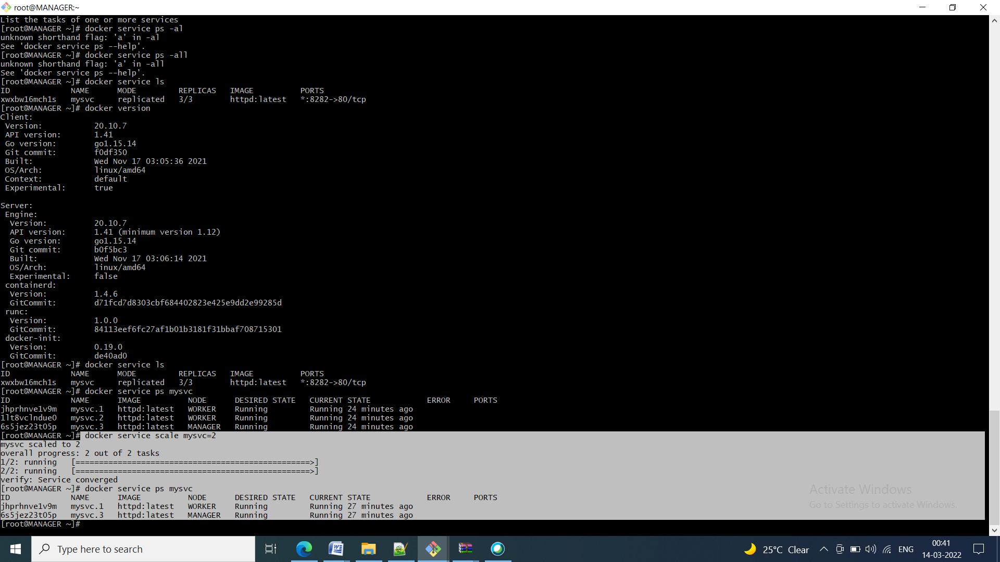 root@MANAGER:~
List the tasks of one or more services
[root@MANAGER ~]# docker service ps -al
unknown shorthand flag: 'a' in -al
See 'docker service ps --help'.
[root@MANAGER ~]# docker service ps -all
unknown shorthand flag: 'a' in -all
See 'docker service ps --help'.
[root@MANAGER ~]# docker service ls
ID             NAME      MODE         REPLICAS   IMAGE          PORTS
xwxbw16mch1s   mysvc     replicated   3/3        httpd:latest   *:8282->80/tcp
[root@MANAGER ~]# docker version
Client:
 Version:           20.10.7
 API version:       1.41
 Go version:        go1.15.14
 Git commit:        f0df350
 Built:             Wed Nov 17 03:05:36 2021
 OS/Arch:           linux/amd64
 Context:           default
 Experimental:      true
Server:
 Engine:
  Version:          20.10.7
  API version:      1.41 (minimum version 1.12)
  Go version:       go1.15.14
  Git commit:       b0f5bc3
  Built:            Wed Nov 17 03:06:14 2021
  OS/Arch:          linux/amd64
  Experimental:     false
 containerd:
  Version:          1.4.6
  GitCommit:        d71fcd7d8303cbf684402823e425e9dd2e99285d
 runc:
  Version:          1.0.0
  GitCommit:        84113eef6fc27af1b01b3181f31bbaf708715301
 docker-init:
  Version:          0.19.0
  GitCommit:        de40ad0
[root@MANAGER ~]# docker service ls
ID             NAME      MODE         REPLICAS   IMAGE          PORTS
xwxbw16mch1s   mysvc     replicated   3/3        httpd:latest   *:8282->80/tcp
[root@MANAGER ~]# docker service ps mysvc
ID             NAME      IMAGE          NODE      DESIRED STATE   CURRENT STATE            ERROR     PORTS
jhprhnve1v9m   mysvc.1   httpd:latest   WORKER    Running         Running 24 minutes ago
1lt8vclndue0   mysvc.2   httpd:latest   WORKER    Running         Running 24 minutes ago
6s5jez23t05p   mysvc.3   httpd:latest   MANAGER   Running         Running 24 minutes ago
[root@MANAGER ~]# docker service scale mysvc=2
mysvc scaled to 2
overall progress: 2 out of 2 tasks
1/2: running   [==================================================>]
2/2: running   [==================================================>]
verify: Service converged
[root@MANAGER ~]# docker service ps mysvc
ID             NAME      IMAGE          NODE      DESIRED STATE   CURRENT STATE            ERROR     PORTS
jhprhnve1v9m   mysvc.1   httpd:latest   WORKER    Running         Running 27 minutes ago
6s5jez23t05p   mysvc.3   httpd:latest   MANAGER   Running         Running 27 minutes ago
[root@MANAGER ~]#
Activate Windows
Go to Settings to activate Windows.
Type here to search
25°C Clear
ENG
00:41
14-03-2022